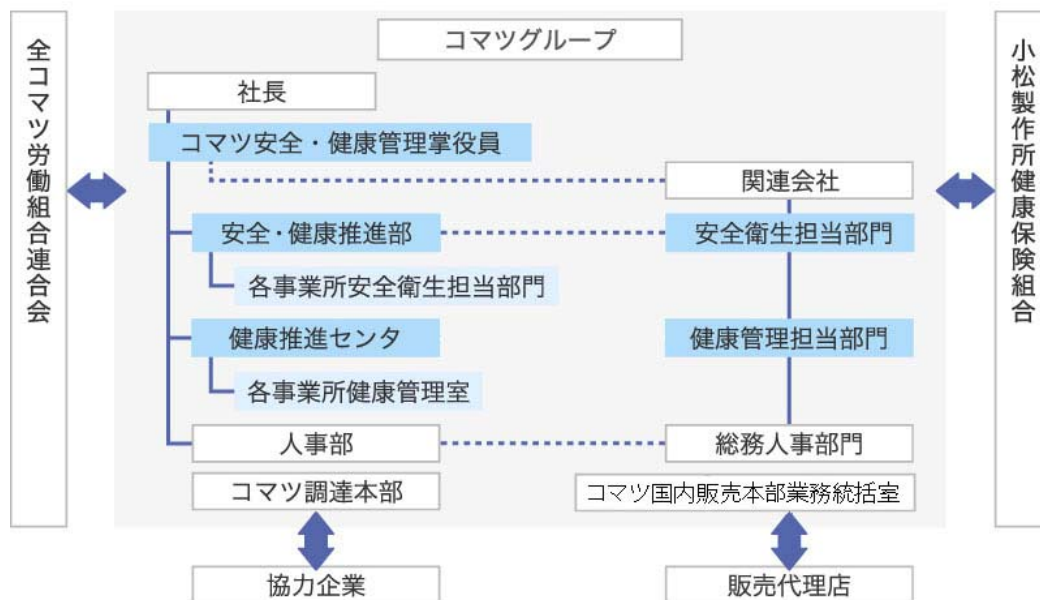 コマツグループ
全コマツ労働組合連合会
小松製作所健康保険組合
社長
コマツ安全・健康管理掌役員
関連会社
安全・健康推進部
安全衛生担当部門
各事業所安全衛生担当部門
健康推進センタ
健康管理担当部門
各事業所健康管理室
人事部
総務人事部門
コマツ調達本部
コマツ国内販売本部業務統括室
協力企業
販売代理店